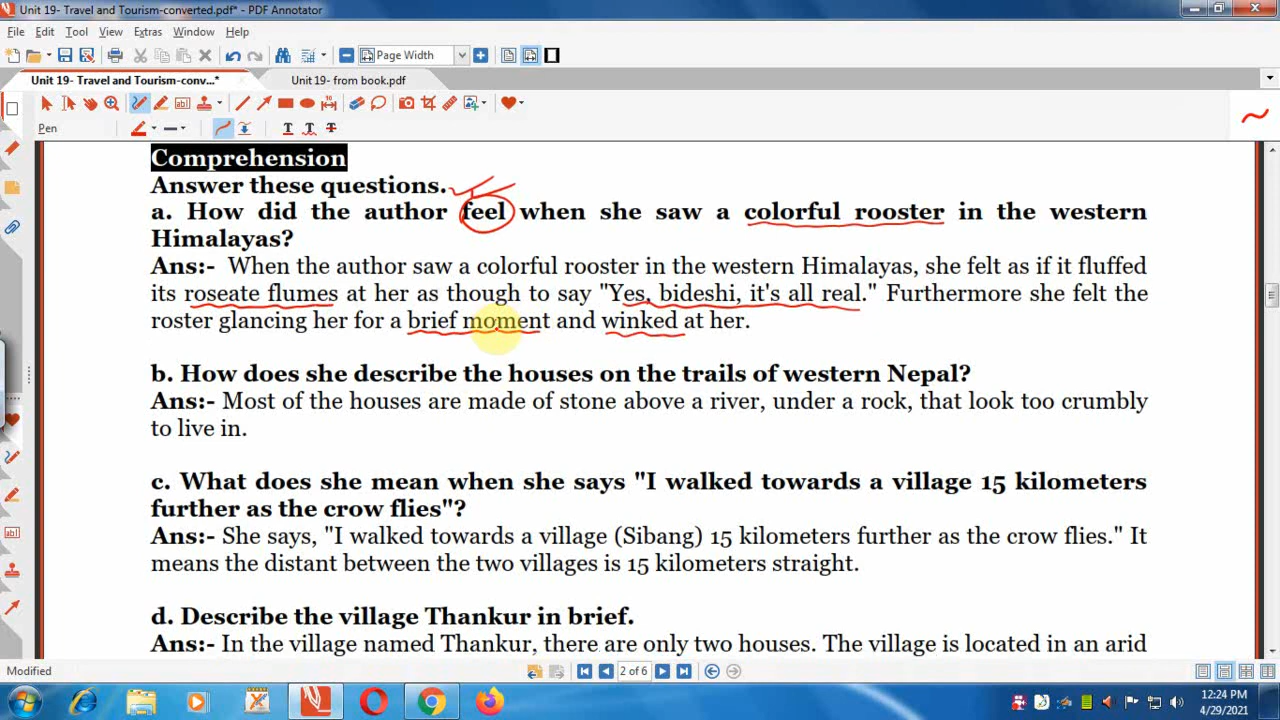 Unit 19- Travel and Tourism-converted.pdf* - PDF Annotator
File Edit Tool View Extras Window Help
Page Width
Unit 19- Travel and Tourism-conv...* Unit 19- from book.pdf
Pen
Comprehension
Answer these questions.
a. How did the author feel when she saw a colorful rooster in the western
Himalayas?
Ans:- When the author saw a colorful rooster in the western Himalayas, she felt as if it fluffed
its roseate flumes at her as though to say "Yes, bideshi, it's all real." Furthermore she felt the
roster glancing her for a brief moment and winked at her.
b. How does she describe the houses on the trails of western Nepal?
Ans:- Most of the houses are made of stone above a river, under a rock, that look too crumbly
to live in.
c. What does she mean when she says "I walked towards a village 15 kilometers
further as the crow flies"?
Ans:- She says, "I walked towards a village (Sibang) 15 kilometers further as the crow flies." It
means the distant between the two villages is 15 kilometers straight.
d. Describe the village Thankur in brief.
Ans:- In the village named Thankur, there are only two houses. The village is located in an arid
Modified
2 of 6
12:24 PM
4/29/2021